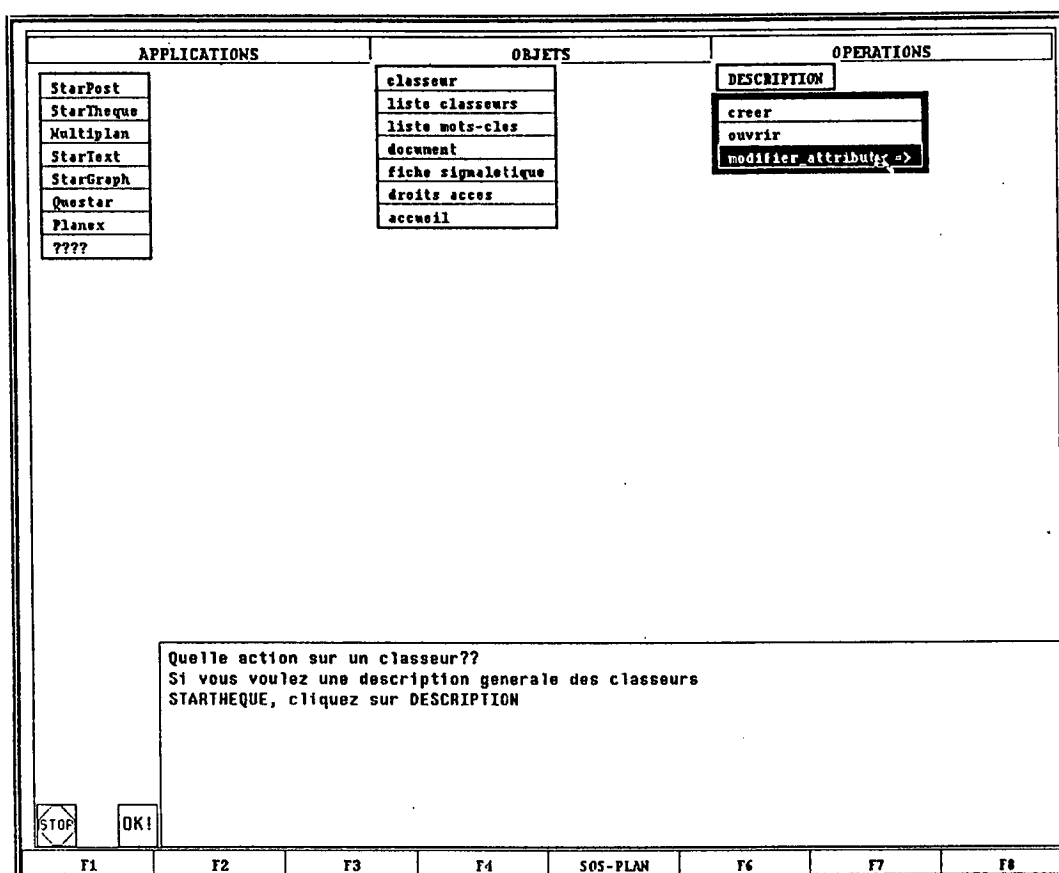 APPLICATIONS OBJETS OPERATIONS
StarPost
StarTheque
Multiplan
StarText
StarGraph
Questar
Planex
????
classeur
liste classeurs
liste mots-cles
document
fiche signaletique
droits acces
accueil
DESCRIPTION
creer
ouvrir
modifier_attributs =>
Quelle action sur un classeur??
Si vous voulez une description generale des classeurs
STARTHEQUE, cliquez sur DESCRIPTION
STOP OK!
F1 F2 F3 F4 SOS-PLAN F6 F7 F8